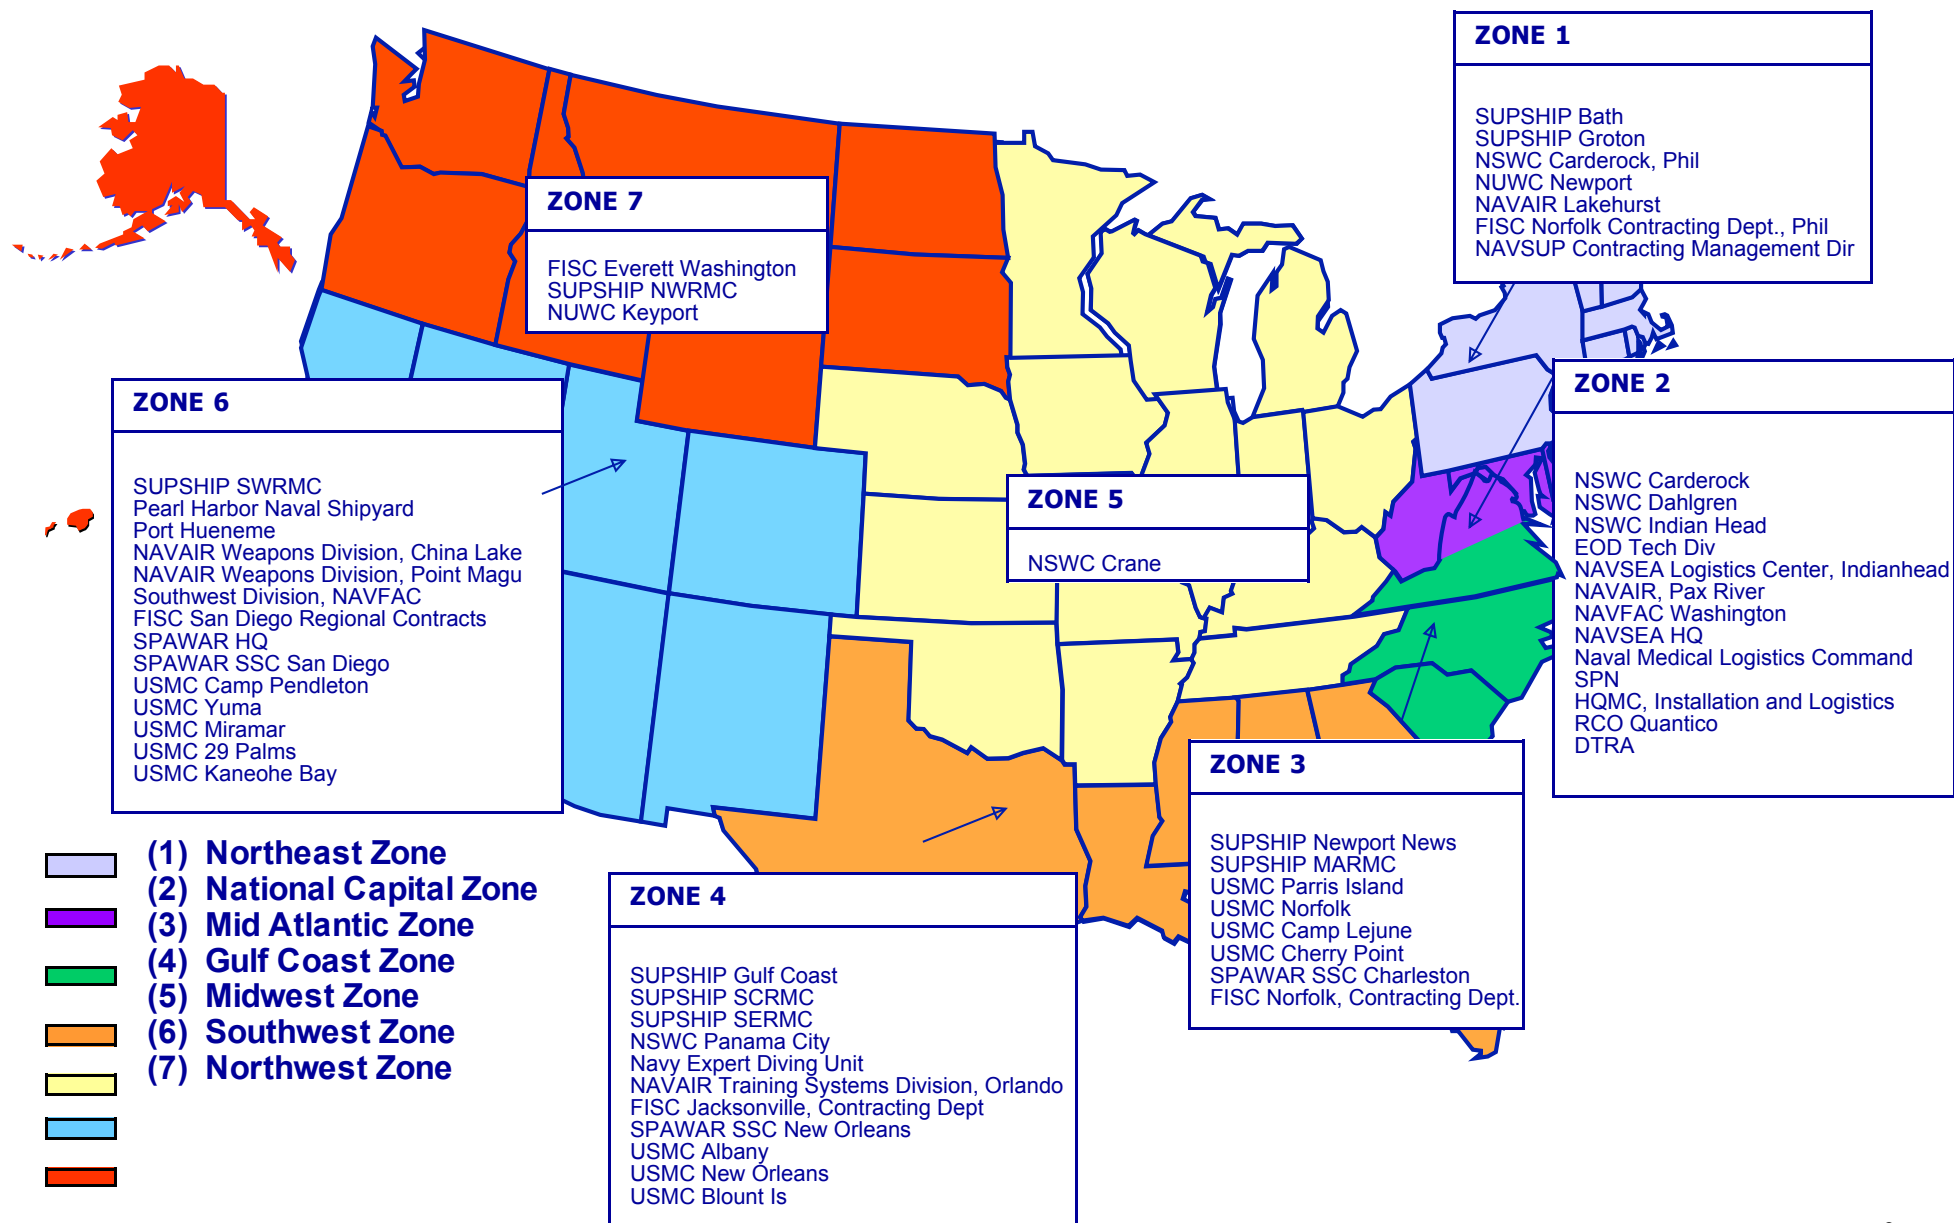 ZONE 1
SUPSHIP Bath
SUPSHIP Groton
NSWC Carderock, Phil
NUWC Newport
NAVAIR Lakehurst
FISC Norfolk Contracting Dept., Phil
NAVSUP Contracting Management Dir
ZONE 7
FISC Everett Washington
SUPSHIP NWRMC
NUWC Keyport
ZONE 2
NSWC Carderock
NSWC Dahlgren
NSWC Indian Head
EOD Tech Div
NAVSEA Logistics Center, Indianhead
NAVAIR, Pax River
NAVFAC Washington
NAVSEA HQ
Naval Medical Logistics Command
SPN
HQMC, Installation and Logistics
RCO Quantico
DTRA
ZONE 6
SUPSHIP SWRMC
Pearl Harbor Naval Shipyard
Port Hueneme
NAVAIR Weapons Division, China Lake
NAVAIR Weapons Division, Point Magu
Southwest Division, NAVFAC
FISC San Diego Regional Contracts
SPAWAR HQ
SPAWAR SSC San Diego
USMC Camp Pendleton
USMC Yuma
USMC Miramar
USMC 29 Palms
USMC Kaneohe Bay
ZONE 5
NSWC Crane
ZONE 3
SUPSHIP Newport News
SUPSHIP MARMC
USMC Parris Island
USMC Norfolk
USMC Camp Lejune
USMC Cherry Point
SPAWAR SSC Charleston
FISC Norfolk, Contracting Dept.
ZONE 4
SUPSHIP Gulf Coast
SUPSHIP SCRMC
SUPSHIP SERMC
NSWC Panama City
Navy Expert Diving Unit
NAVAIR Training Systems Division, Orlando
FISC Jacksonville, Contracting Dept
SPAWAR SSC New Orleans
USMC Albany
USMC New Orleans
USMC Blount Is
(1) Northeast Zone
(2) National Capital Zone
(3) Mid Atlantic Zone
(4) Gulf Coast Zone
(5) Midwest Zone
(6) Southwest Zone
(7) Northwest Zone